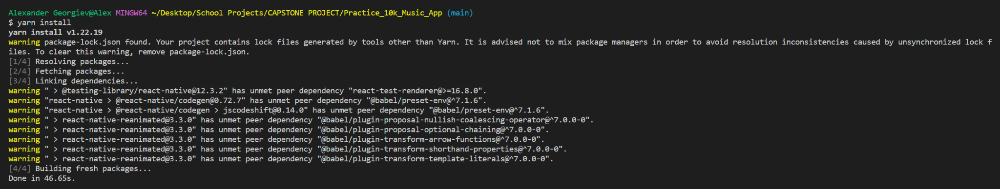 Alexander Georgiev@Alex MINGW64 ~/Desktop/School Projects/CAPSTONE PROJECT/Practice_10k_Music_App (main)
$ yarn install
yarn install v1.22.19
warning package-lock.json found. Your project contains lock files generated by tools other than Yarn. It is advised not to mix package managers in order to avoid resolution inconsistencies caused by unsynchronized lock f
iles. To clear this warning, remove package-lock.json.
[1/4] Resolving packages...
[2/4] Fetching packages...
[3/4] Linking dependencies...
warning " > @testing-library/react-native@12.3.2" has unmet peer dependency "react-test-renderer@>=16.8.0".
warning "react-native > @react-native/codegen@0.72.7" has unmet peer dependency "@babel/preset-env@^7.1.6".
warning "react-native > @react-native/codegen > jscodeshift@0.14.0" has unmet peer dependency "@babel/preset-env@^7.1.6".
warning " > react-native-reanimated@3.3.0" has unmet peer dependency "@babel/plugin-proposal-nullish-coalescing-operator@^7.0.0-0".
warning " > react-native-reanimated@3.3.0" has unmet peer dependency "@babel/plugin-proposal-optional-chaining@^7.0.0-0".
warning " > react-native-reanimated@3.3.0" has unmet peer dependency "@babel/plugin-transform-arrow-functions@^7.0.0-0".
warning " > react-native-reanimated@3.3.0" has unmet peer dependency "@babel/plugin-transform-shorthand-properties@^7.0.0-0".
warning " > react-native-reanimated@3.3.0" has unmet peer dependency "@babel/plugin-transform-template-literals@^7.0.0-0".
[4/4] Building fresh packages...
Done in 46.65s.